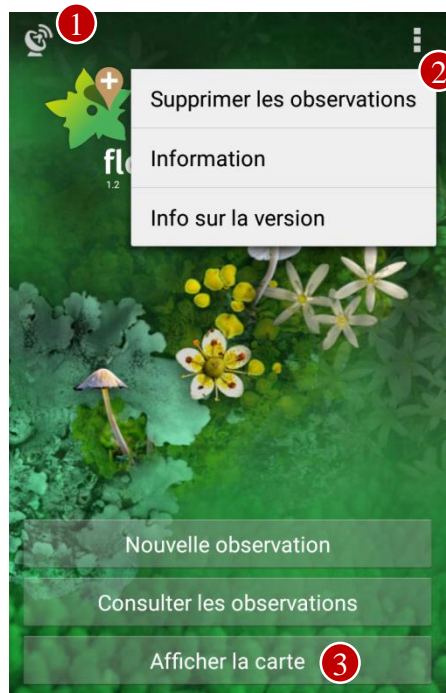 1
2
Supprimer les observations
fl
1.2
Information
Info sur la version
Nouvelle observation
Consulter les observations
Afficher la carte 3